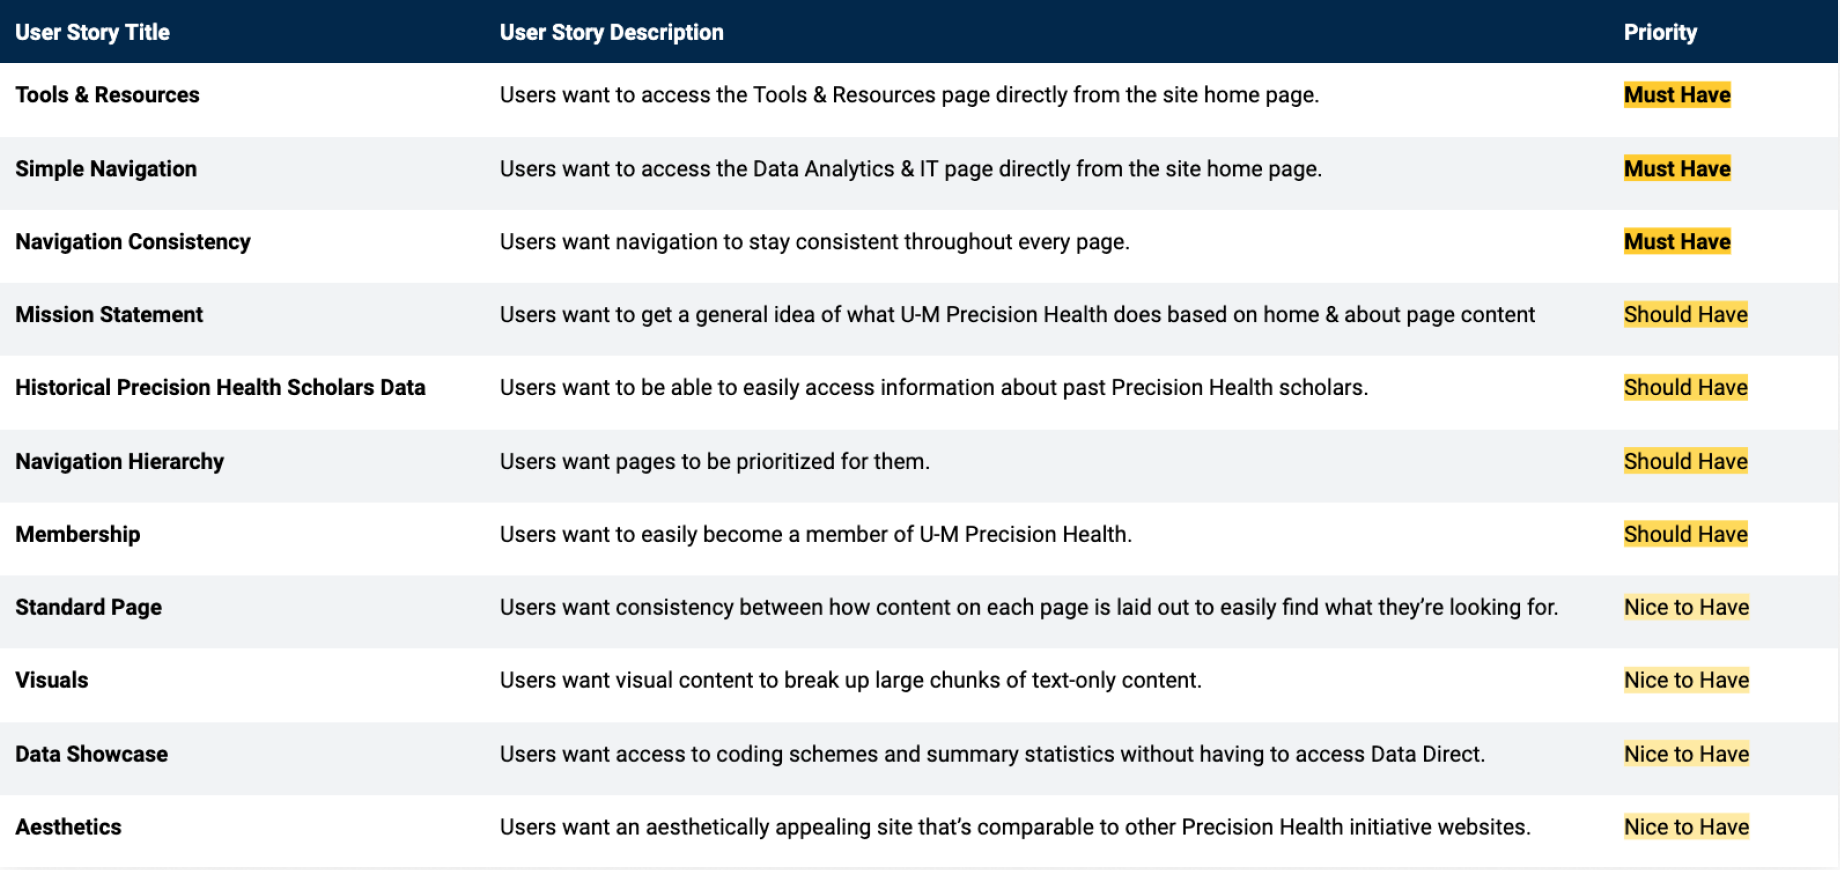 User Story Title User Story Description Priority
Tools & Resources Users want to access the Tools & Resources page directly from the site home page. Must Have
Simple Navigation Users want to access the Data Analytics & IT page directly from the site home page. Must Have
Navigation Consistency Users want navigation to stay consistent throughout every page. Must Have
Mission Statement Users want to get a general idea of what U-M Precision Health does based on home & about page content Should Have
Historical Precision Health Scholars Data Users want to be able to easily access information about past Precision Health scholars. Should Have
Navigation Hierarchy Users want pages to be prioritized for them. Should Have
Membership Users want to easily become a member of U-M Precision Health. Should Have
Standard Page Users want consistency between how content on each page is laid out to easily find what they’re looking for. Nice to Have
Visuals Users want visual content to break up large chunks of text-only content. Nice to Have
Data Showcase Users want access to coding schemes and summary statistics without having to access Data Direct. Nice to Have
Aesthetics Users want an aesthetically appealing site that’s comparable to other Precision Health initiative websites. Nice to Have